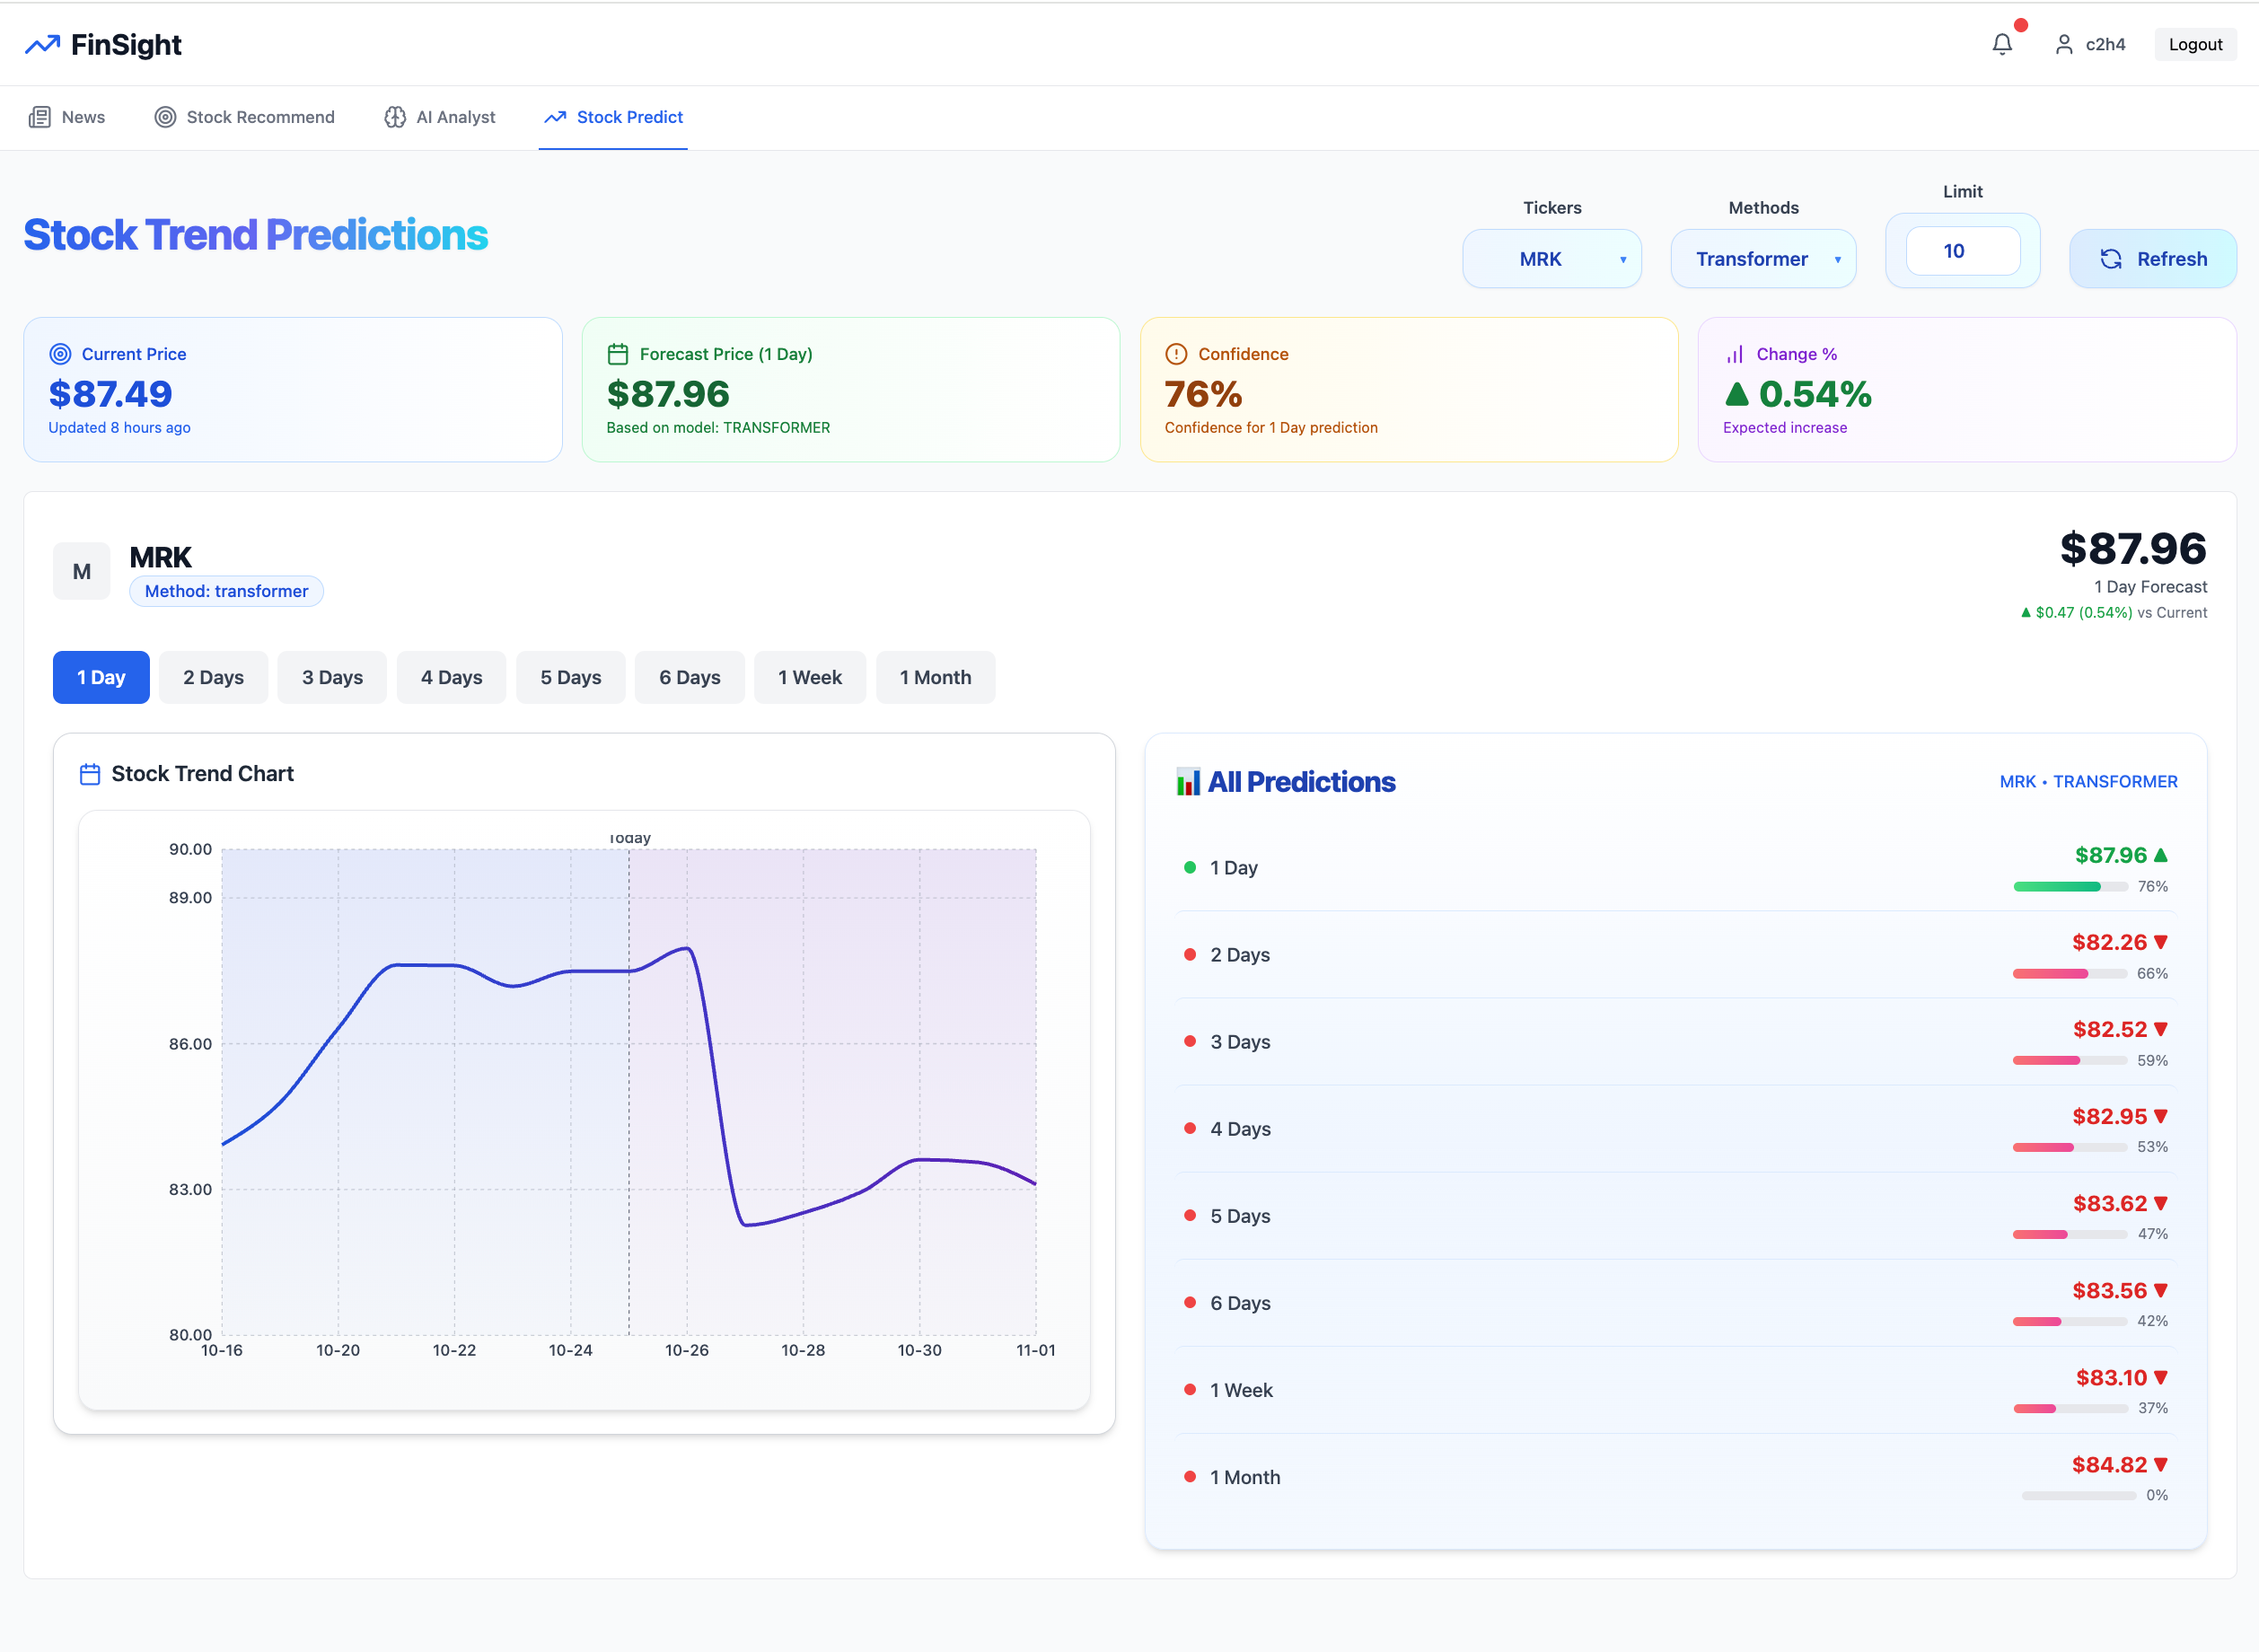 FinSight
c2h4
Logout
News
Stock Recommend
AI Analyst
Stock Predict
Stock Trend Predictions
Tickers
MRK
Methods
Transformer
Limit
10
Refresh
Current Price
$87.49
Updated 8 hours ago
Forecast Price (1 Day)
$87.96
Based on model: TRANSFORMER
Confidence
76%
Confidence for 1 Day prediction
Change %
▲ 0.54%
Expected increase
M
MRK
Method: transformer
$87.96
1 Day Forecast
▲ $0.47 (0.54%) vs Current
1 Day
2 Days
3 Days
4 Days
5 Days
6 Days
1 Week
1 Month
Stock Trend Chart
Today
90.00
89.00
86.00
83.00
80.00
10-16
10-20
10-22
10-24
10-26
10-28
10-30
11-01
All Predictions
MRK • TRANSFORMER
1 Day
$87.96 ▲
76%
2 Days
$82.26 ▼
66%
3 Days
$82.52 ▼
59%
4 Days
$82.95 ▼
53%
5 Days
$83.62 ▼
47%
6 Days
$83.56 ▼
42%
1 Week
$83.10 ▼
37%
1 Month
$84.82 ▼
0%